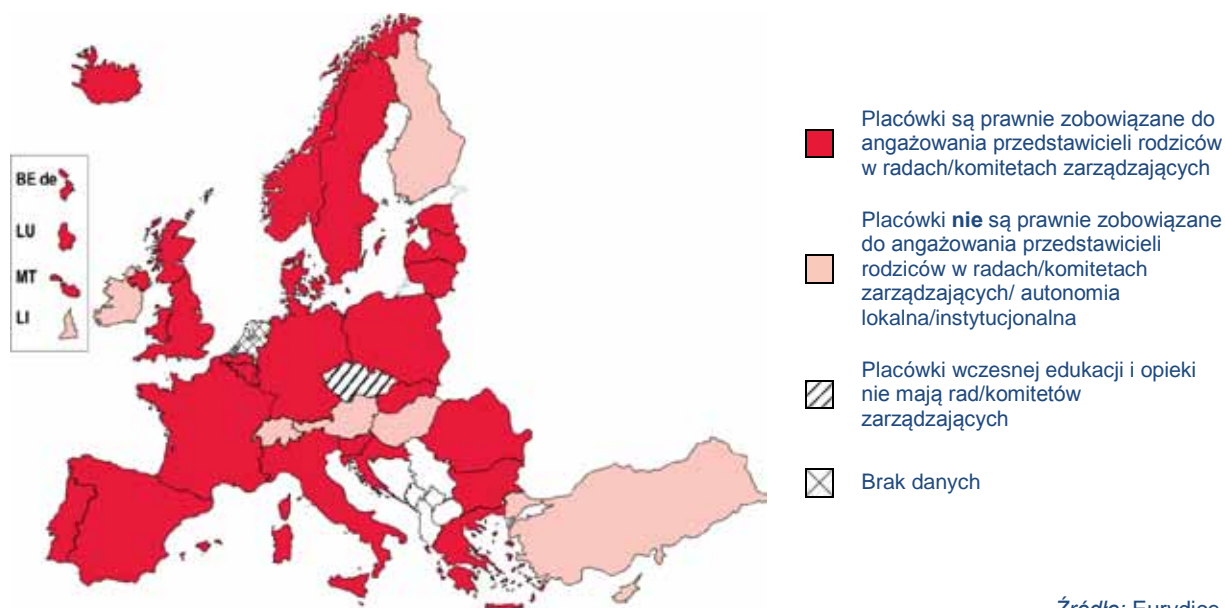 BE de
LU
MT
LI
Placówki są prawnie zobowiązane do
angażowania przedstawicieli rodziców
w radach/komitetach zarządzających
Placówki nie są prawnie zobowiązane
do angażowania przedstawicieli
rodziców w radach/komitetach
zarządzających/ autonomia
lokalna/instytucjonalna
Placówki wczesnej edukacji i opieki
nie mają rad/komitetów
zarządzających
Brak danych
Źródło: Eurydice